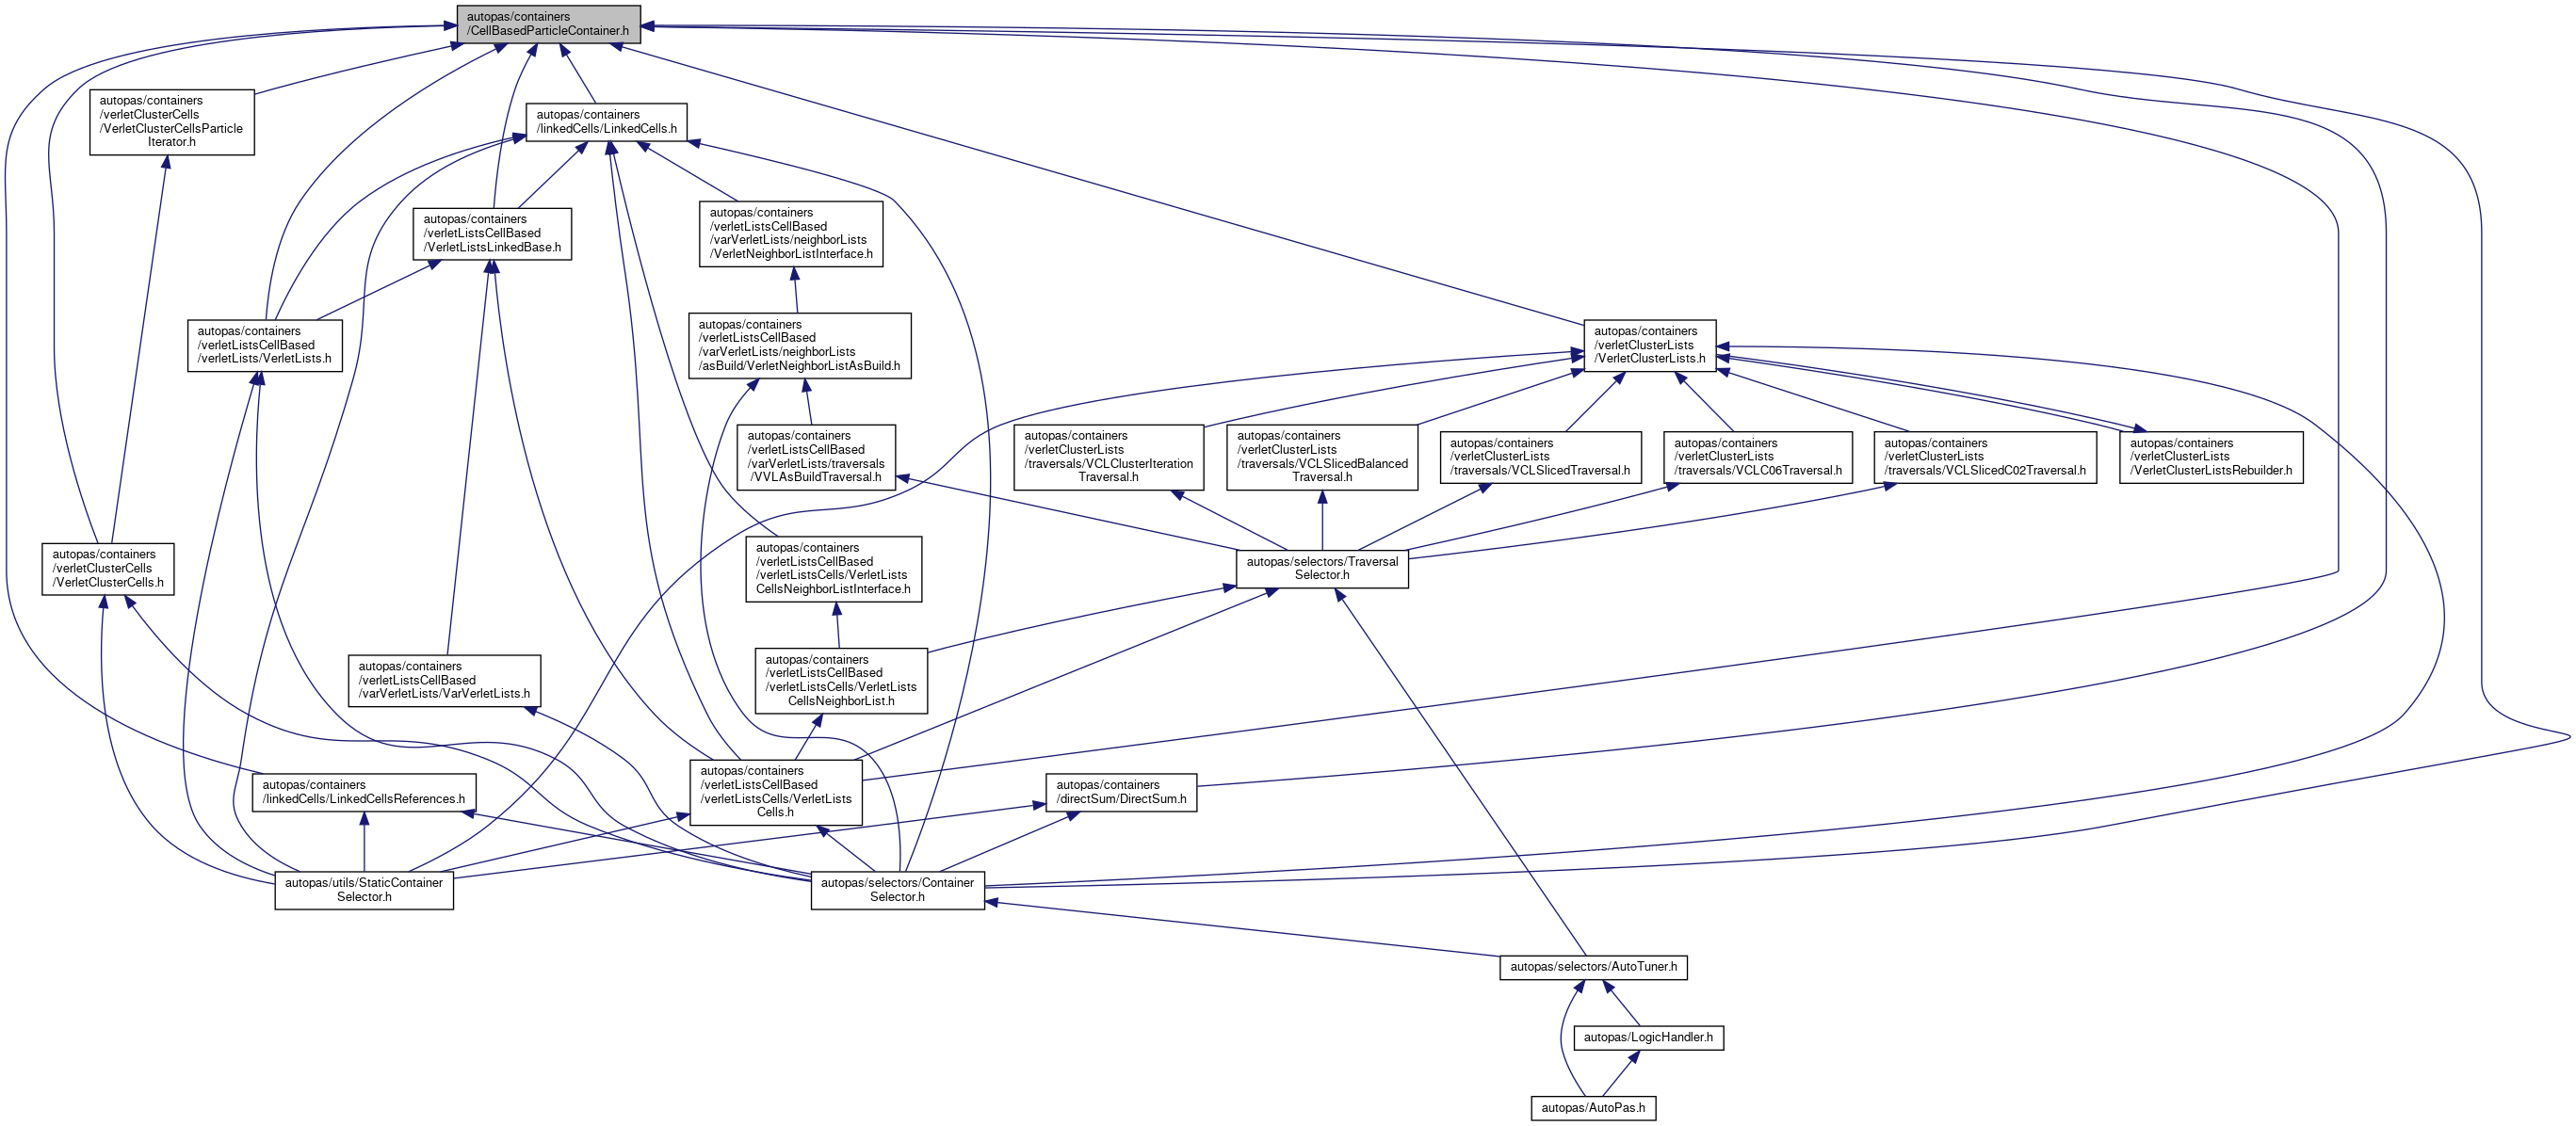 autopas/containers
/CellBasedParticleContainer.h
autopas/containers
/verletClusterCells
/VerletClusterCellsParticle
Iterator.h
autopas/containers
/linkedCells/LinkedCells.h
autopas/containers
/verletListsCellBased
/VerletListsLinkedBase.h
autopas/containers
/verletListsCellBased
/varVerletLists/neighborLists
/VerletNeighborListInterface.h
autopas/containers
/verletListsCellBased
/verletLists/VerletLists.h
autopas/containers
/verletListsCellBased
/varVerletLists/neighborLists
/asBuild/VerletNeighborListAsBuild.h
autopas/containers
/verletClusterLists
/VerletClusterLists.h
autopas/containers
/verletListsCellBased
/varVerletLists/traversals
/VVLAsBuildTraversal.h
autopas/containers
/verletClusterLists
/traversals/VCLClusterIteration
Traversal.h
autopas/containers
/verletClusterLists
/traversals/VCLSlicedBalanced
Traversal.h
autopas/containers
/verletClusterLists
/traversals/VCLSlicedTraversal.h
autopas/containers
/verletClusterLists
/traversals/VCLC06Traversal.h
autopas/containers
/verletClusterLists
/traversals/VCLSlicedC02Traversal.h
autopas/containers
/verletClusterLists
/VerletClusterListsRebuilder.h
autopas/containers
/verletClusterCells
/VerletClusterCells.h
autopas/containers
/verletListsCellBased
/verletListsCells/VerletLists
CellsNeighborListInterface.h
autopas/selectors/Traversal
Selector.h
autopas/containers
/verletListsCellBased
/varVerletLists/VarVerletLists.h
autopas/containers
/verletListsCellBased
/verletListsCells/VerletLists
CellsNeighborList.h
autopas/containers
/linkedCells/LinkedCellsReferences.h
autopas/containers
/verletListsCellBased
/verletListsCells/VerletLists
Cells.h
autopas/containers
/directSum/DirectSum.h
autopas/utils/StaticContainer
Selector.h
autopas/selectors/Container
Selector.h
autopas/selectors/AutoTuner.h
autopas/LogicHandler.h
autopas/AutoPas.h